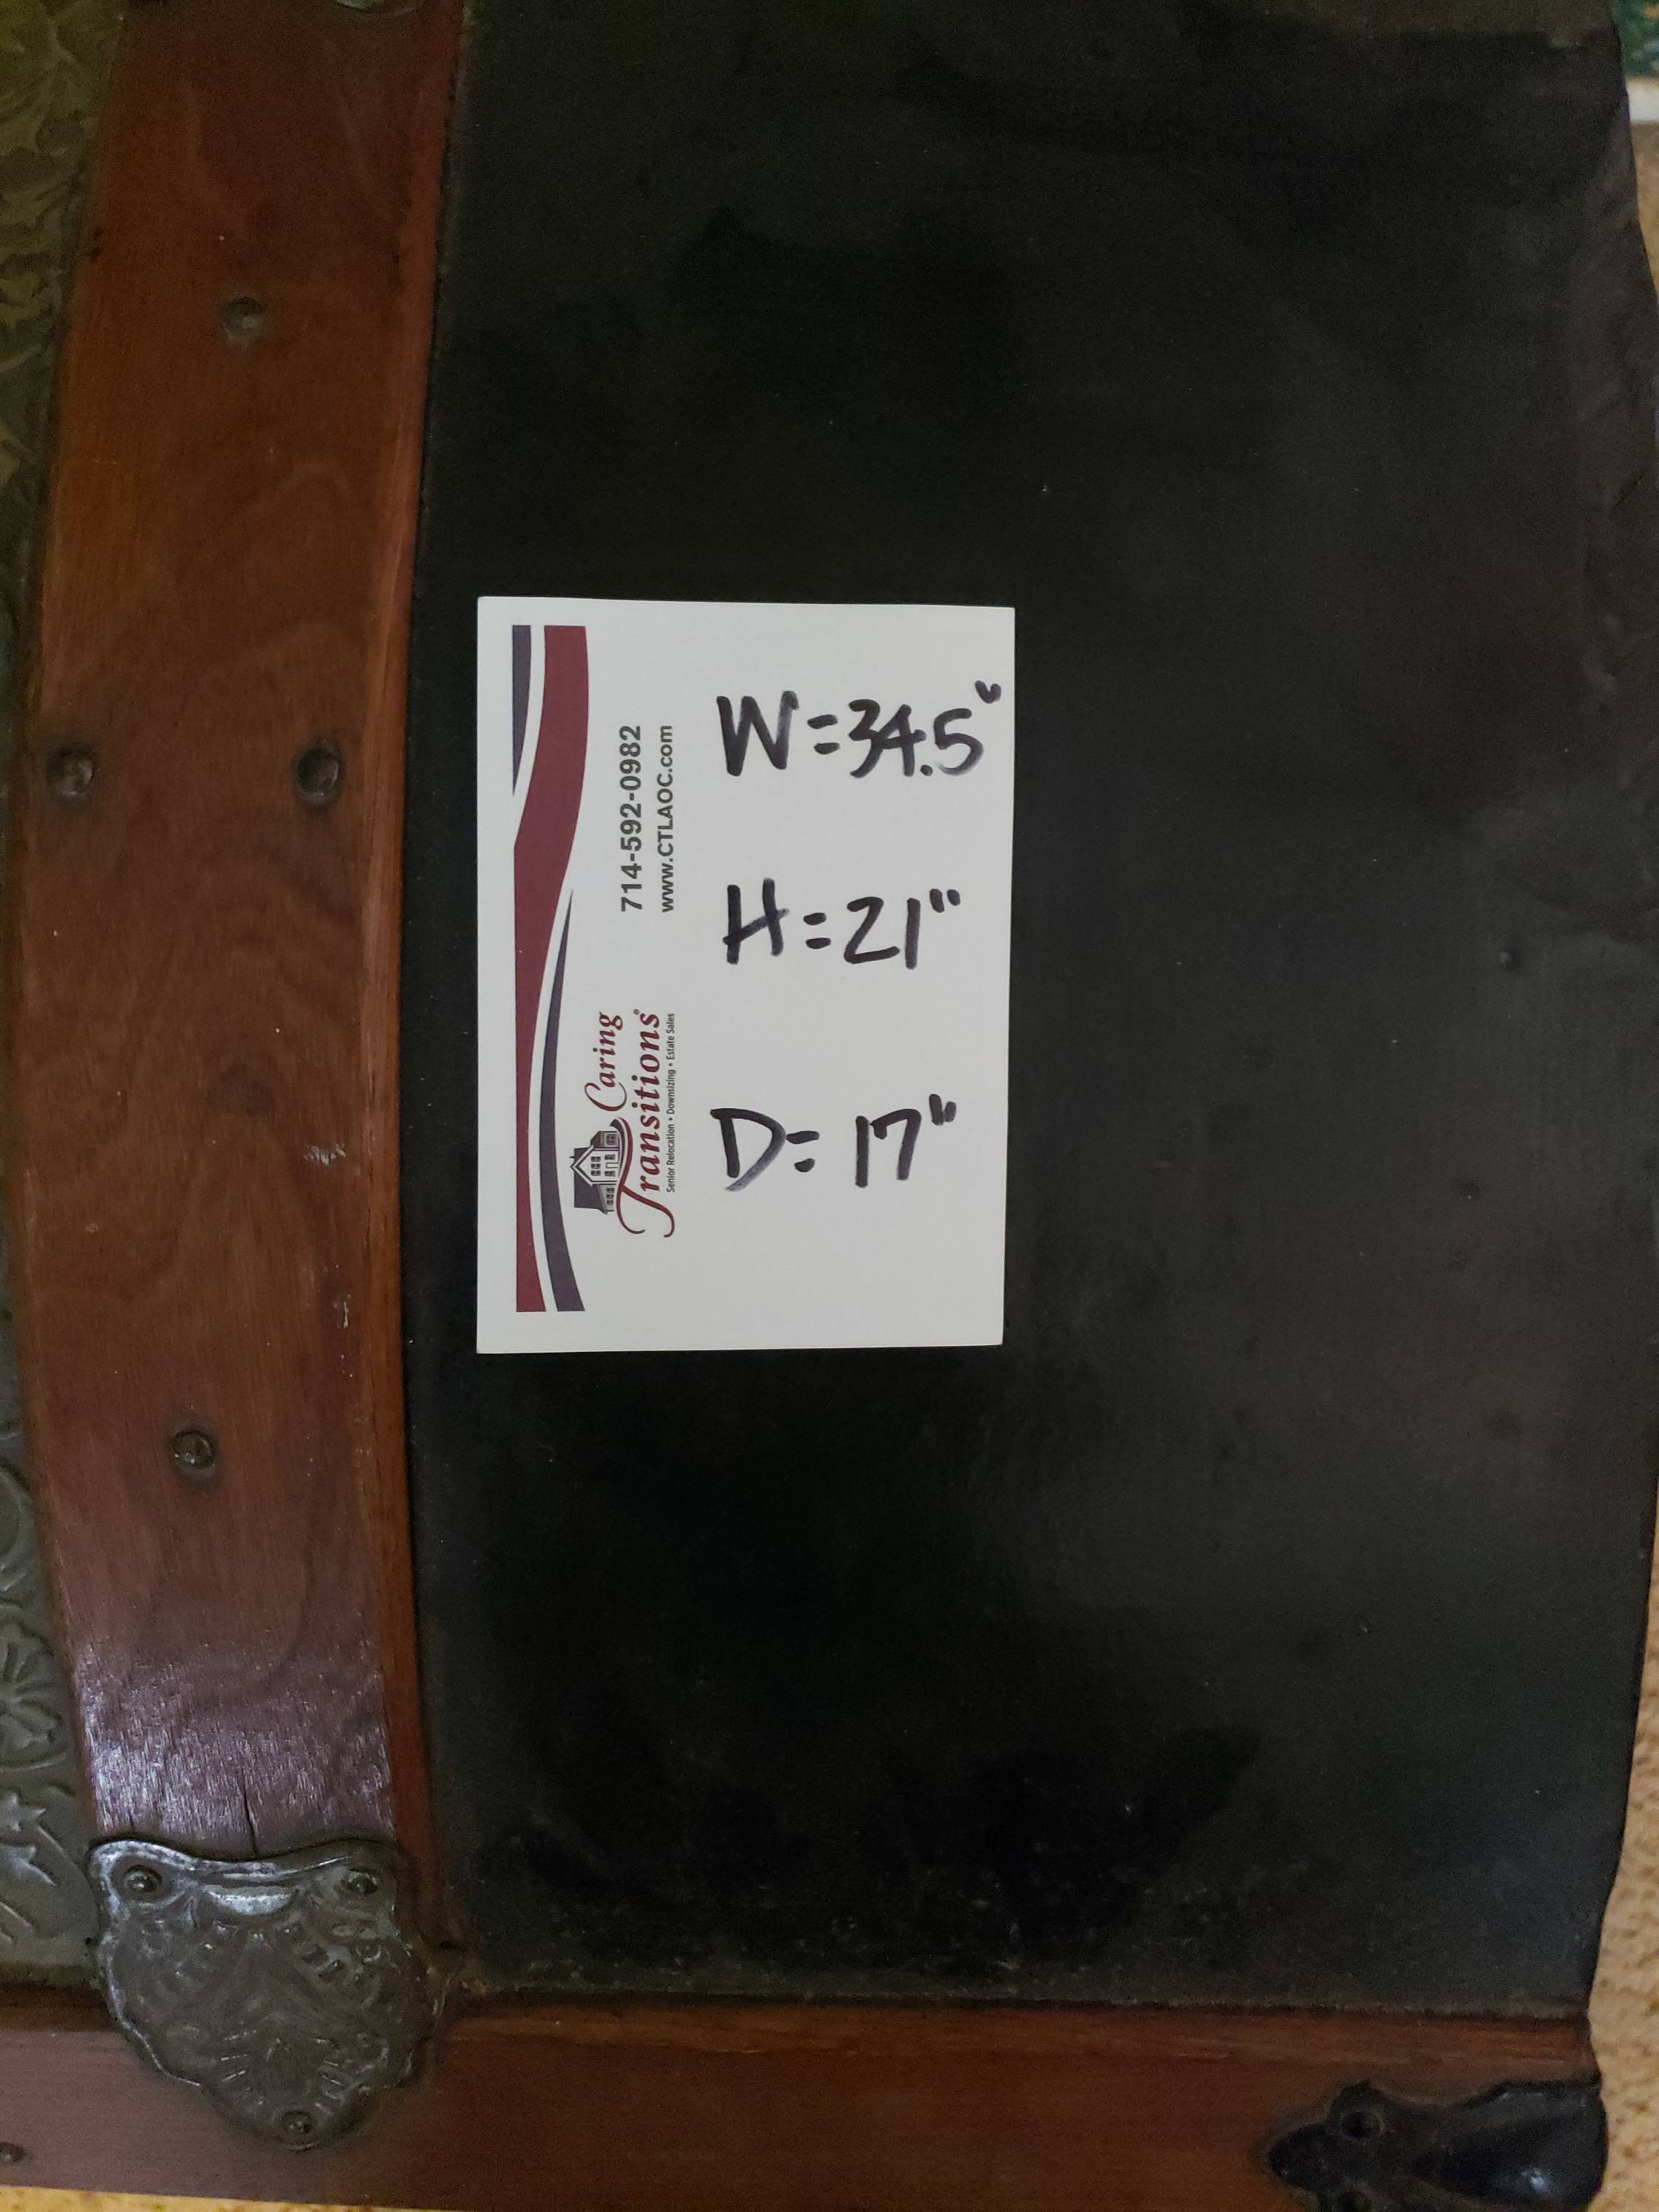 Caring
Transitions®
Senior Relocation • Downsizing • Estate Sales
714-592-0982
www.CTLAOC.com
D= 17"
H=21"
W=34.5"